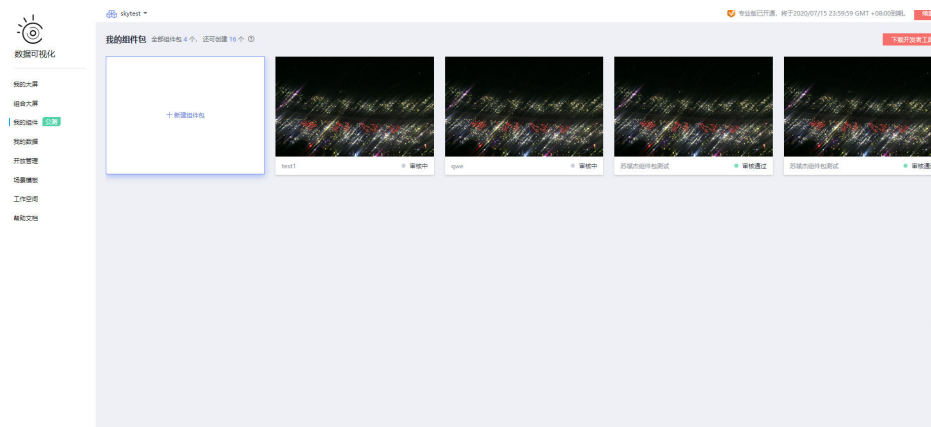 skytest
专业版已开通，将于2020/07/15 23:59:59 GMT +08:00到期。
数据可视化
我的大屏
组合大屏
我的组件 公测
我的数据
开放管理
场景模板
工作空间
帮助文档
我的组件包 全部组件包 4 个，还可创建 16 个
下载开发者工
+ 新建组件包
test1 审核中
qwe 审核中
苏斌杰组件包测试 审核通过
苏斌杰组件包测试 审核通